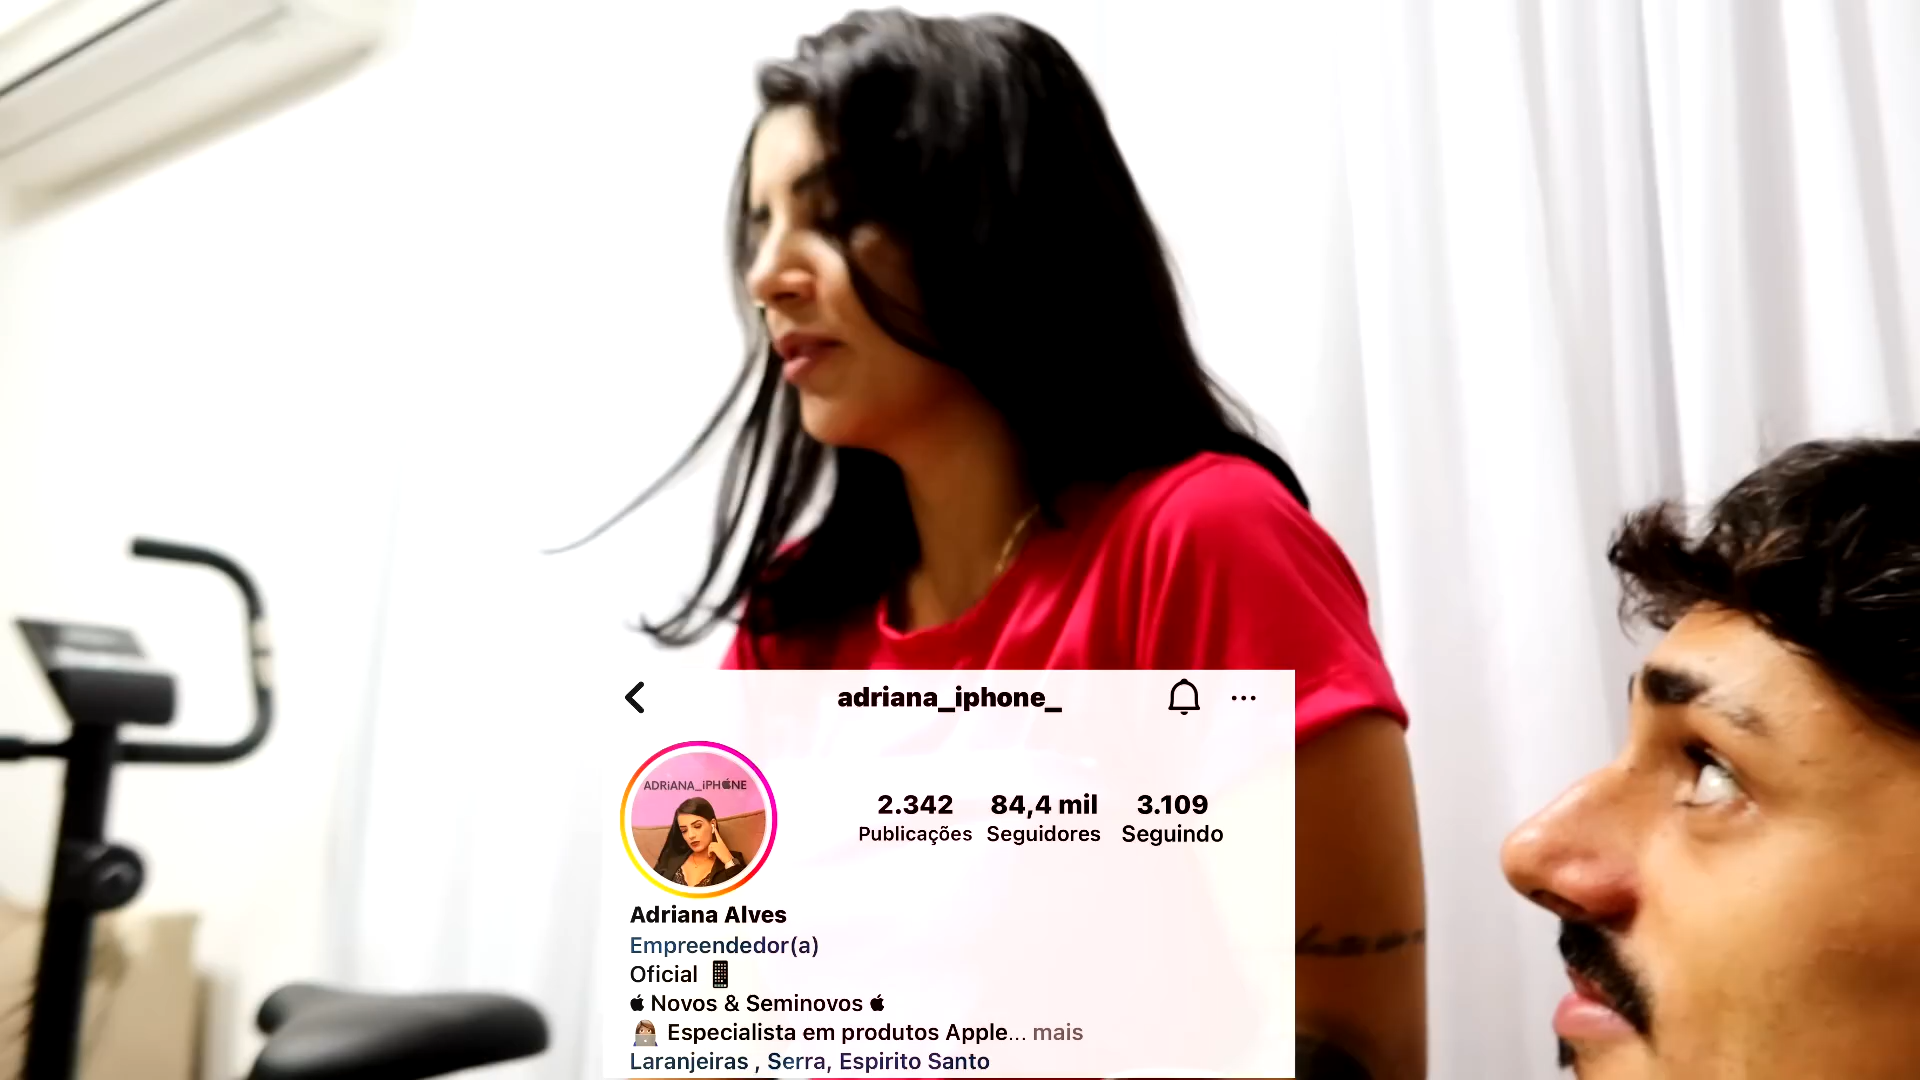 adriana_iphone_
ADRiANA_iPHONE
2.342 84,4 mil 3.109
Publicações Seguidores Seguindo
Adriana Alves
Empreendedor(a)
Oficial 📱
Novos & Seminovos
👩🏽‍💻 Especialista em produtos Apple... mais
Laranjeiras , Serra, Espirito Santo